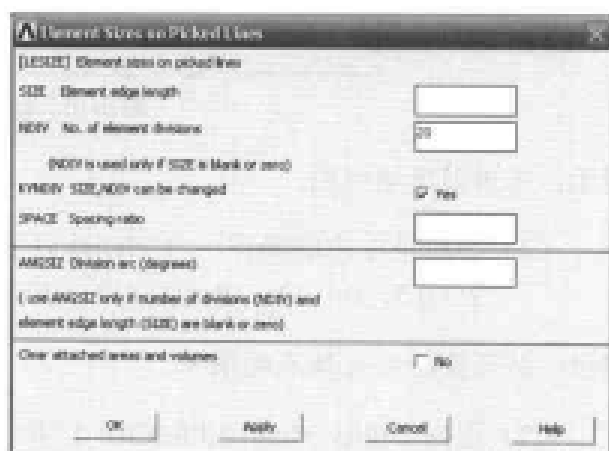 Element Sizes on Picked Lines
[LESIZE] Element sizes on picked lines
SIZE Element edge length
NDIV No. of element divisions
20
(NDIV is used only if SIZE is blank or zero)
KYNDIV SIZE,NDIV can be changed
Yes
SPACE Spacing ratio
ANGSIZ Division arc (degrees)
( use ANGSIZ only if number of divisions (NDIV) and
element edge length (SIZE) are blank or zero)
Clear attached areas and volumes
No
OK Apply Cancel Help